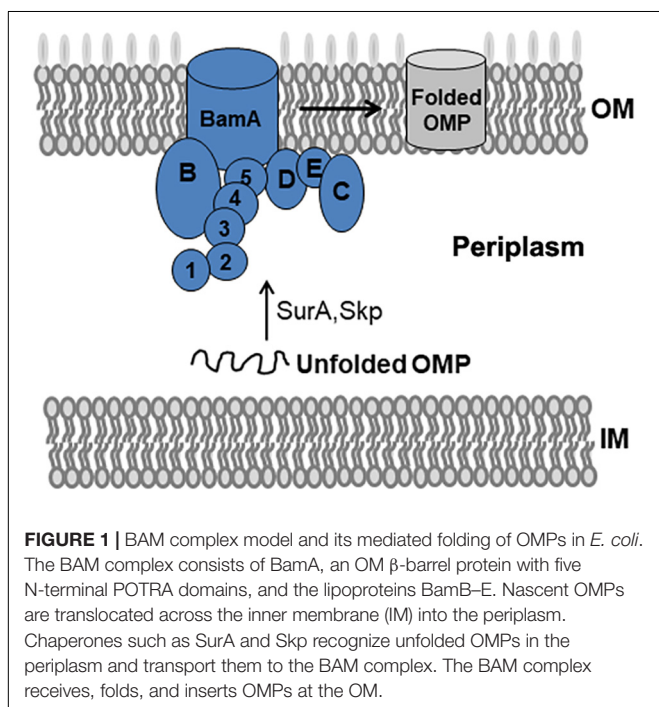 BamA
Folded
OMP
OM
B
5
D
E
C
4
3
1
2
Periplasm
SurA,Skp
Unfolded OMP
IM
FIGURE 1 | BAM complex model and its mediated folding of OMPs in E. coli.
The BAM complex consists of BamA, an OM β-barrel protein with five
N-terminal POTRA domains, and the lipoproteins BamB–E. Nascent OMPs
are translocated across the inner membrane (IM) into the periplasm.
Chaperones such as SurA and Skp recognize unfolded OMPs in the
periplasm and transport them to the BAM complex. The BAM complex
receives, folds, and inserts OMPs at the OM.